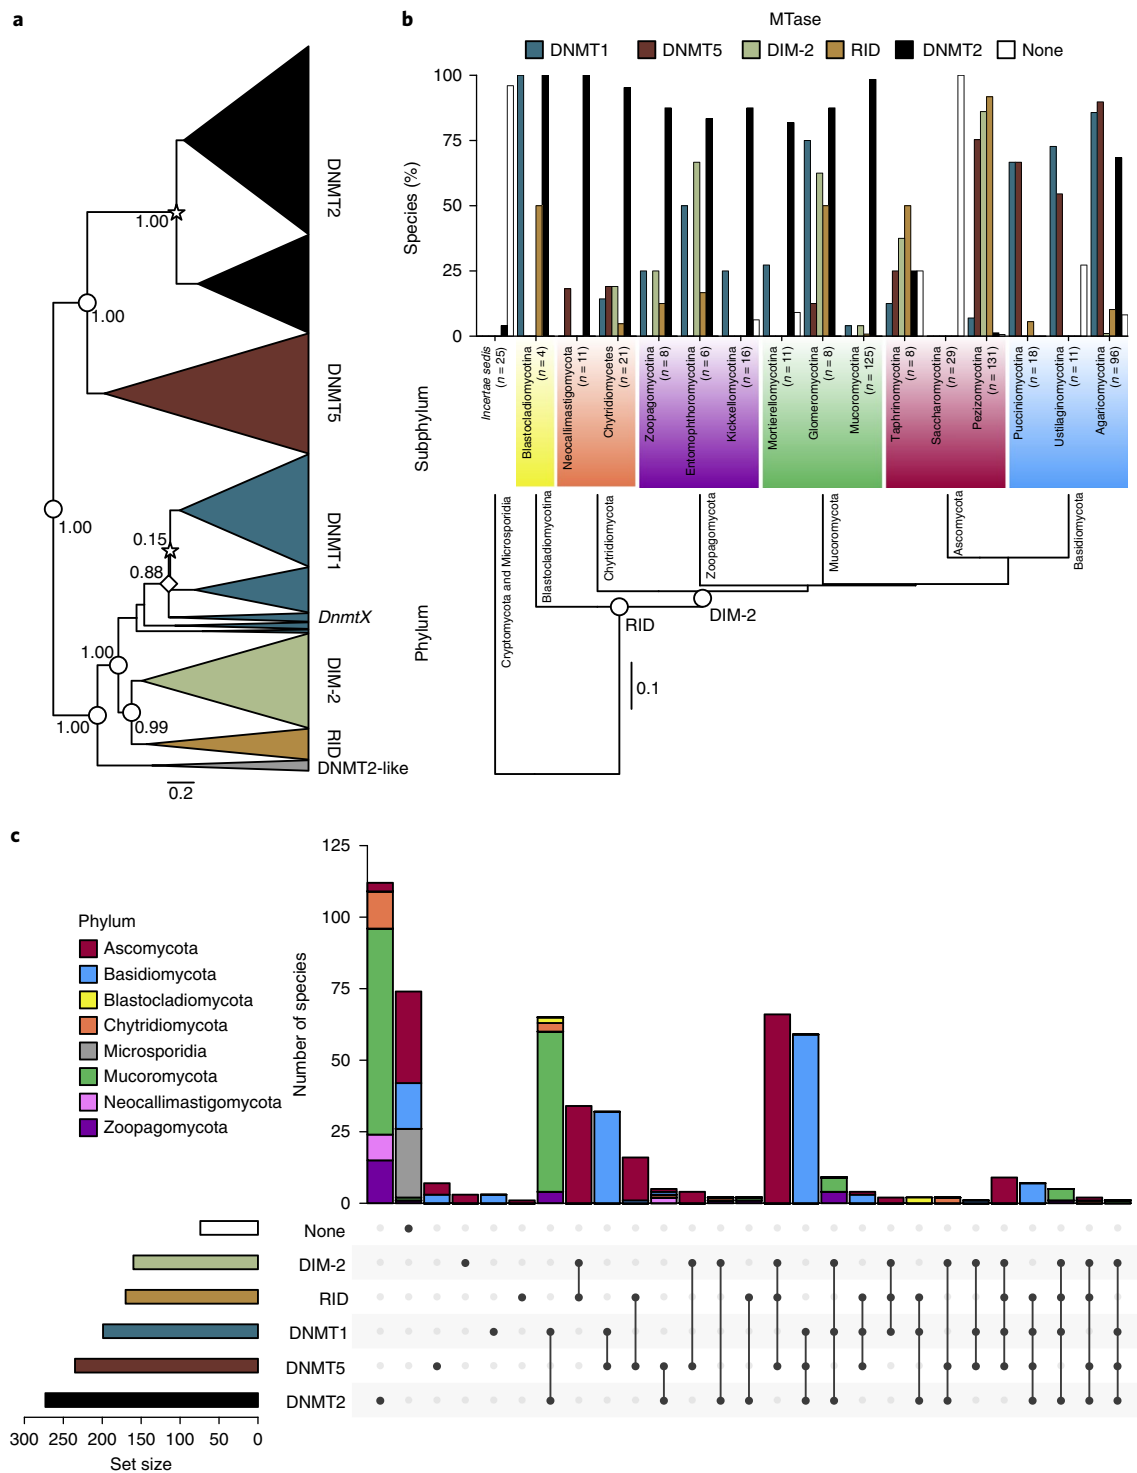 a
DNMT2
1.00
1.00
DNMT5
1.00
DNMT1
0.15
0.88
DnmtX
1.00
DIM-2
0.99
1.00
RID
DNMT2-like
0.2
b
MTase
DNMT1 DNMT5 DIM-2 RID DNMT2 None
Species (%)
100
75
50
25
0
Subphylum
Incertae sedis (n = 25)
Blastocladiomycotina (n = 4)
Neocallimastigomycota (n = 11)
Chytridiomycetes (n = 21)
Zoopagomycotina (n = 8)
Entomophthoromycotina (n = 6)
Kickxellomycotina (n = 16)
Mortierellomycotina (n = 11)
Glomeromycotina (n = 8)
Mucoromycotina (n = 125)
Taphrinomycotina (n = 8)
Saccharomycotina (n = 29)
Pezizomycotina (n = 131)
Pucciniomycotina (n = 18)
Ustilaginomycotina (n = 11)
Agaricomycotina (n = 96)
Phylum
Cryptomycota and Microsporidia
Blastocladiomycotina
Chytridiomycota
Zoopagomycota
Mucoromycota
Ascomycota
Basidiomycota
RID
DIM-2
0.1
c
Phylum
Ascomycota
Basidiomycota
Blastocladiomycota
Chytridiomycota
Microsporidia
Mucoromycota
Neocallimastigomycota
Zoopagomycota
Number of species
125
100
75
50
25
0
None
DIM-2
RID
DNMT1
DNMT5
DNMT2
300 250 200 150 100 50 0
Set size